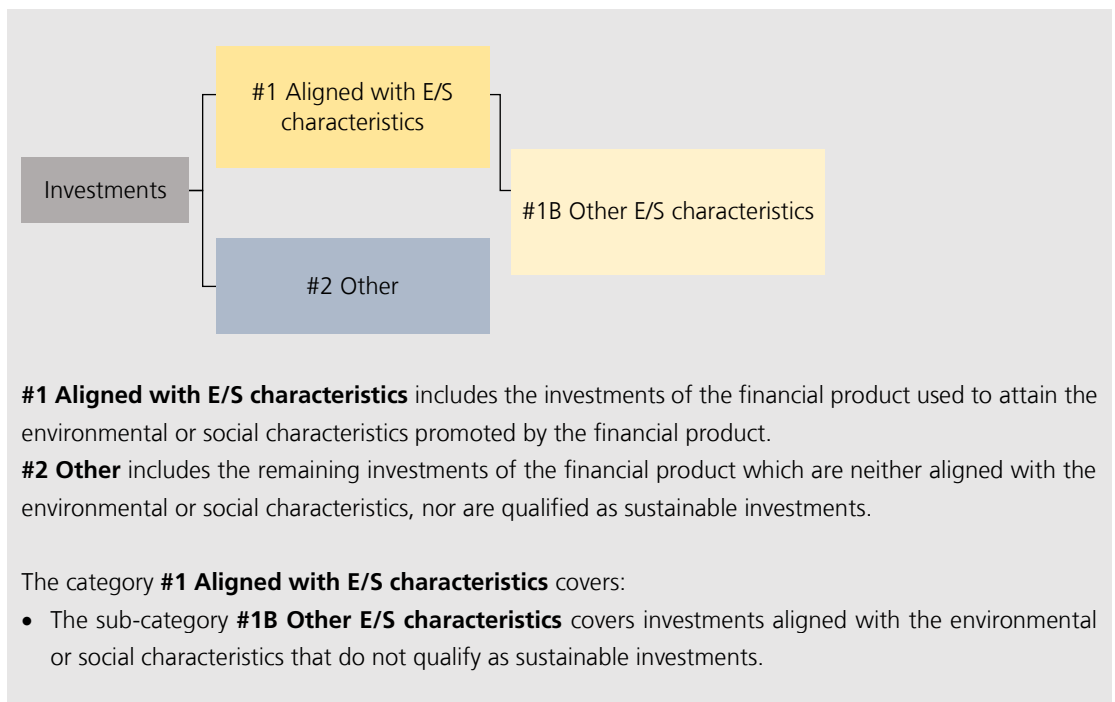 #1 Aligned with E/S
characteristics
Investments
#1B Other E/S characteristics
#2 Other
#1 Aligned with E/S characteristics includes the investments of the financial product used to attain the
environmental or social characteristics promoted by the financial product.
#2 Other includes the remaining investments of the financial product which are neither aligned with the
environmental or social characteristics, nor are qualified as sustainable investments.
The category #1 Aligned with E/S characteristics covers:
• The sub-category #1B Other E/S characteristics covers investments aligned with the environmental
or social characteristics that do not qualify as sustainable investments.